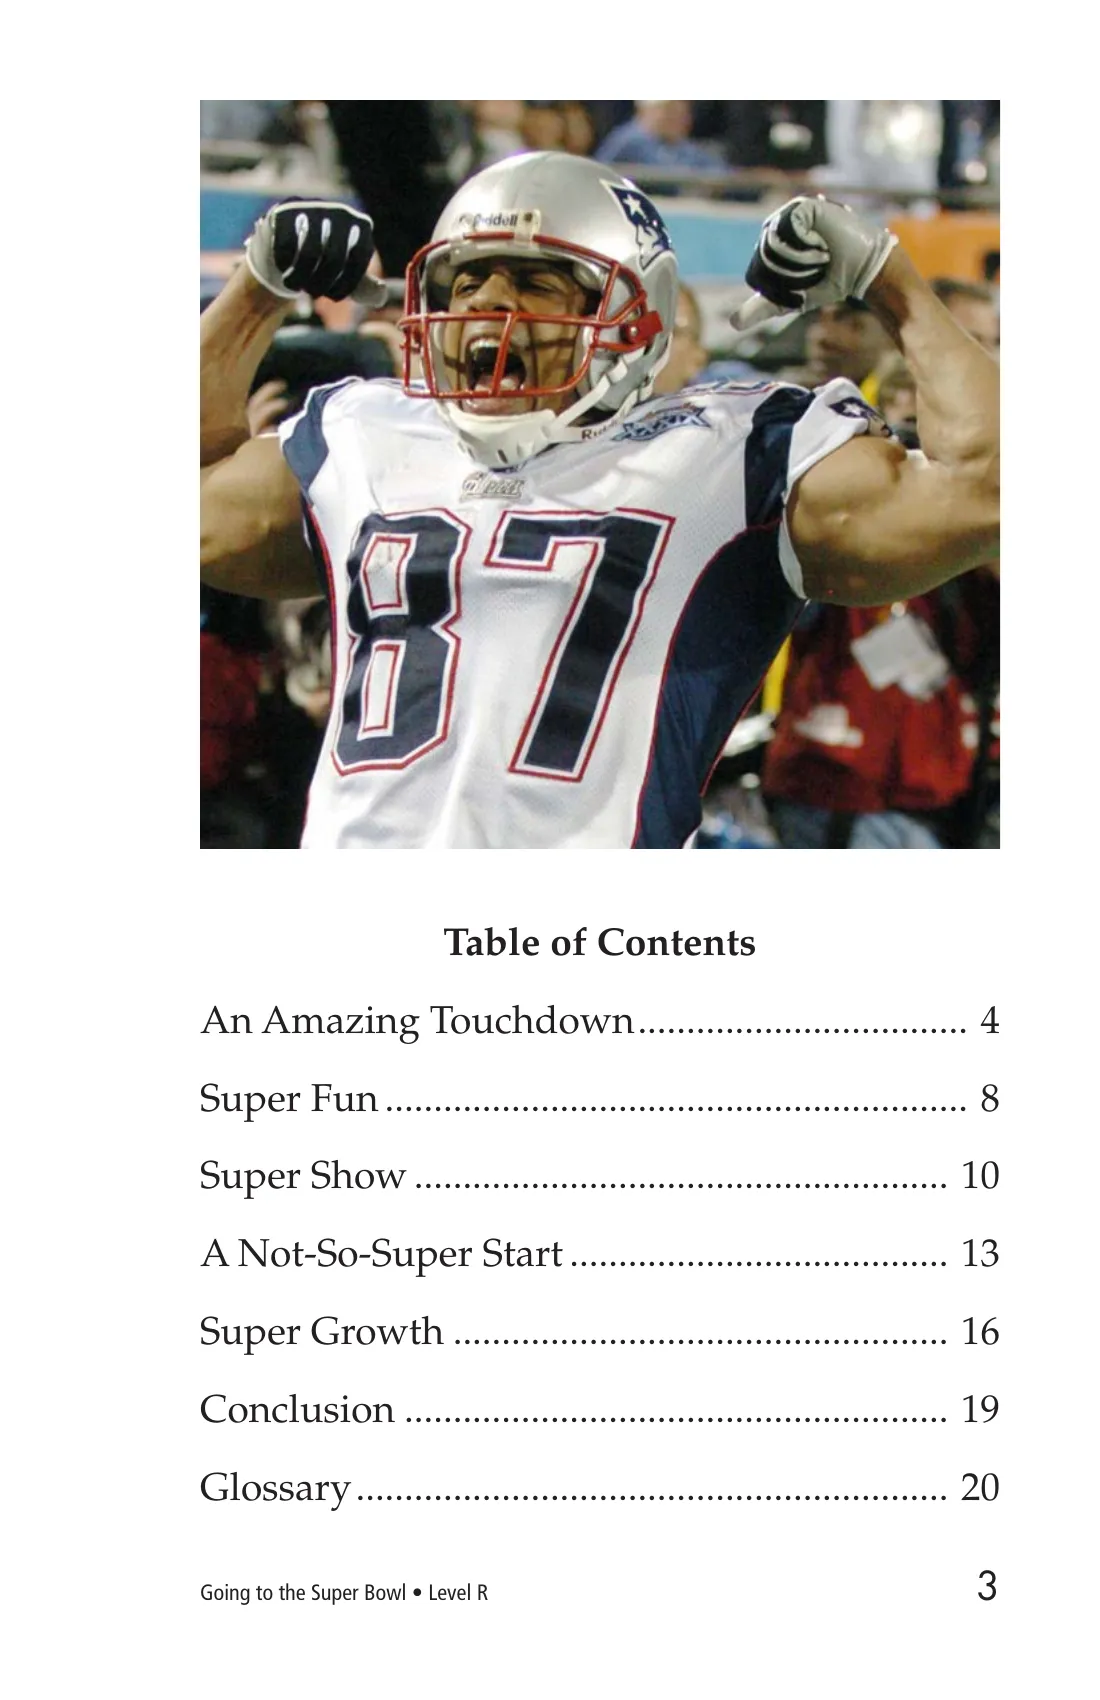 Riddell
87
Table of Contents
An Amazing Touchdown.................................. 4
Super Fun............................................................ 8
Super Show ....................................................... 10
A Not-So-Super Start ....................................... 13
Super Growth ................................................... 16
Conclusion ........................................................ 19
Glossary............................................................. 20
Going to the Super Bowl • Level R
3